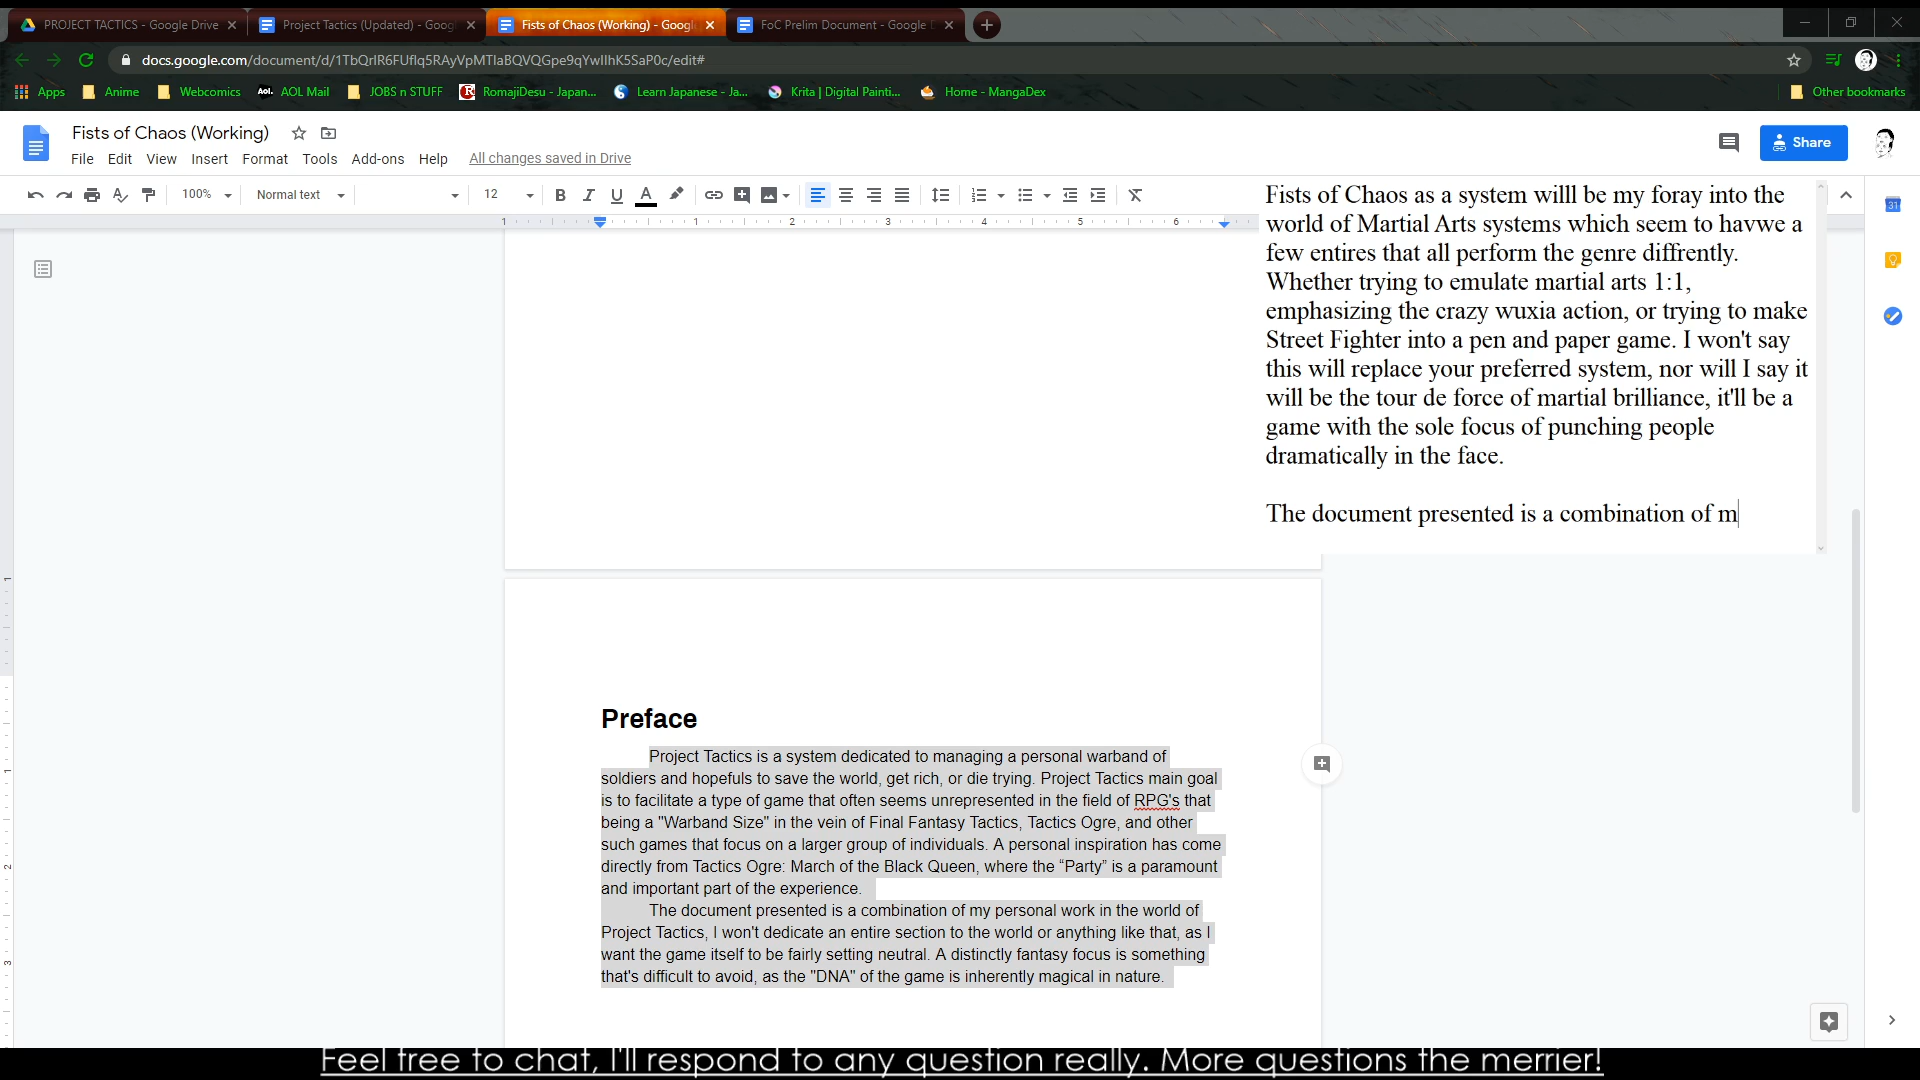 PROJECT TACTICS - Google Drive
Project Tactics (Updated) - Goog
Fists of Chaos (Working) - Googl
FoC Prelim Document - Google D
docs.google.com/document/d/1TbQrIR6FUflq5RAyVpMTIaBQVQGpe9qYwIlhK5SaP0c/edit#
Apps
Anime
Webcomics
Aol.
AOL Mail
JOBS n STUFF
RomajiDesu - Japan...
Learn Japanese - Ja...
Krita | Digital Painti...
Home - MangaDex
Other bookmarks
Fists of Chaos (Working)
File Edit View Insert Format Tools Add-ons Help
All changes saved in Drive
Share
100% Normal text 12
1 1 2 3 4 5 6
31
Fists of Chaos as a system willl be my foray into the
world of Martial Arts systems which seem to havwe a
few entires that all perform the genre diffrently.
Whether trying to emulate martial arts 1:1,
emphasizing the crazy wuxia action, or trying to make
Street Fighter into a pen and paper game. I won't say
this will replace your preferred system, nor will I say it
will be the tour de force of martial brilliance, it'll be a
game with the sole focus of punching people
dramatically in the face.
The document presented is a combination of m
Preface
Project Tactics is a system dedicated to managing a personal warband of
soldiers and hopefuls to save the world, get rich, or die trying. Project Tactics main goal
is to facilitate a type of game that often seems unrepresented in the field of RPG's that
being a "Warband Size" in the vein of Final Fantasy Tactics, Tactics Ogre, and other
such games that focus on a larger group of individuals. A personal inspiration has come
directly from Tactics Ogre: March of the Black Queen, where the “Party” is a paramount
and important part of the experience.
The document presented is a combination of my personal work in the world of
Project Tactics, I won't dedicate an entire section to the world or anything like that, as I
want the game itself to be fairly setting neutral. A distinctly fantasy focus is something
that's difficult to avoid, as the "DNA" of the game is inherently magical in nature.
Feel free to chat, I'll respond to any question really. More questions the merrier!